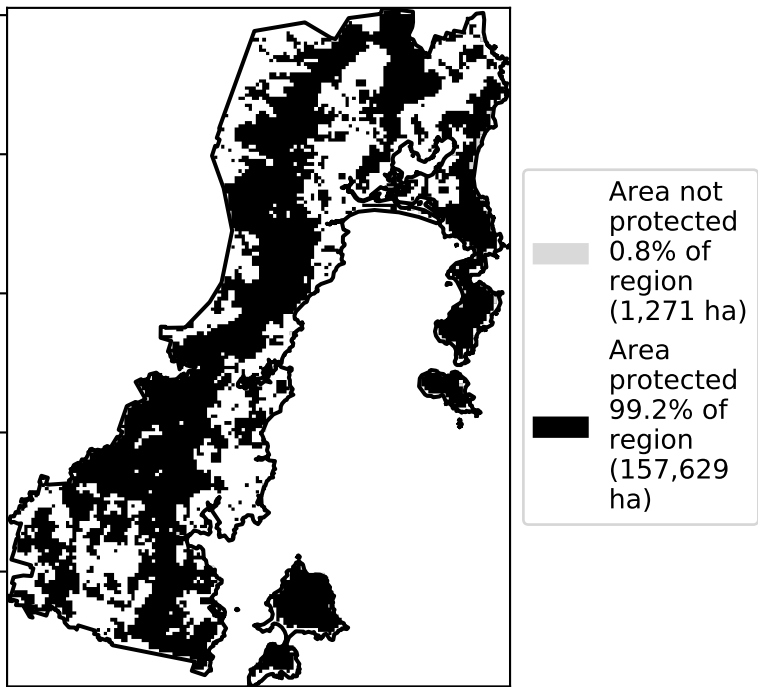 Area not
protected
0.8% of
region
(1,271 ha)
Area
protected
99.2% of
region
(157,629
ha)